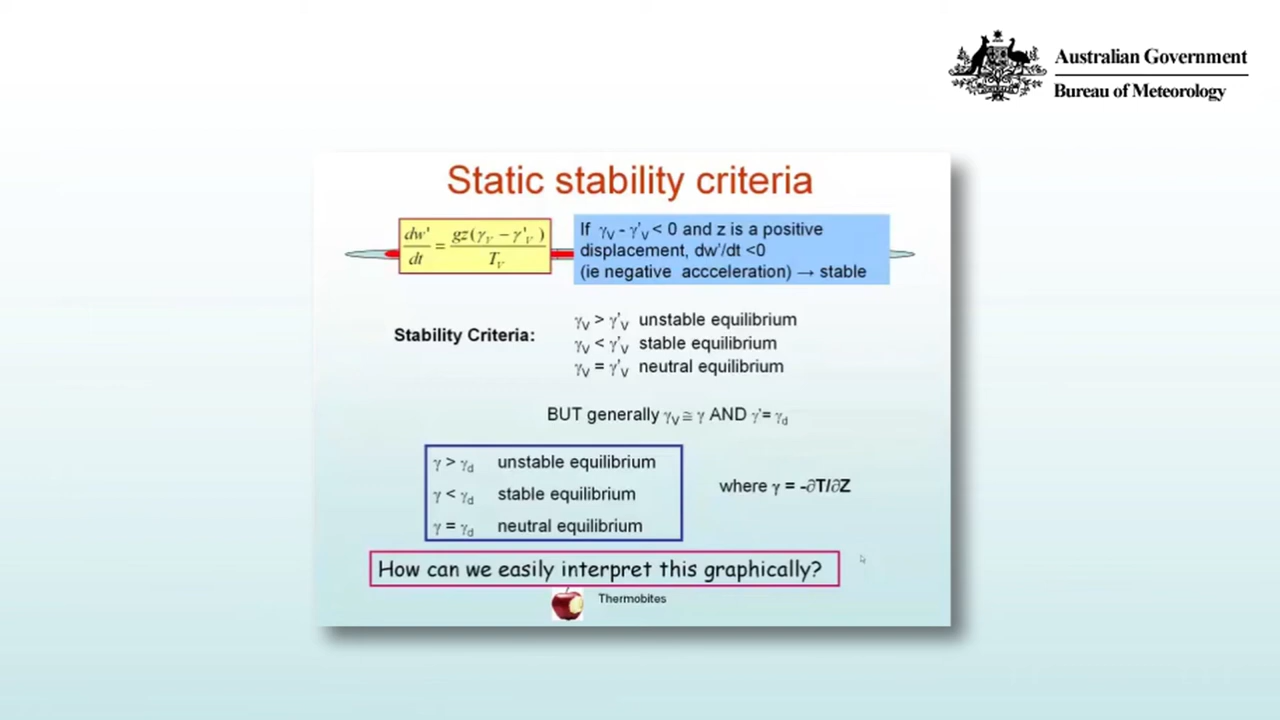 Australian Government
Bureau of Meteorology
Static stability criteria
dw'/dt = gz(γV − γ'V)/TV
If γV - γ'V < 0 and z is a positive
displacement, dw'/dt <0
(ie negative accceleration) → stable
Stability Criteria:
γV > γ'V unstable equilibrium
γV < γ'V stable equilibrium
γV = γ'V neutral equilibrium
BUT generally γV ≅ γ AND γ'= γd
γ > γd unstable equilibrium
γ < γd stable equilibrium
γ = γd neutral equilibrium
where γ = -∂T/∂Z
How can we easily interpret this graphically?
Thermobites